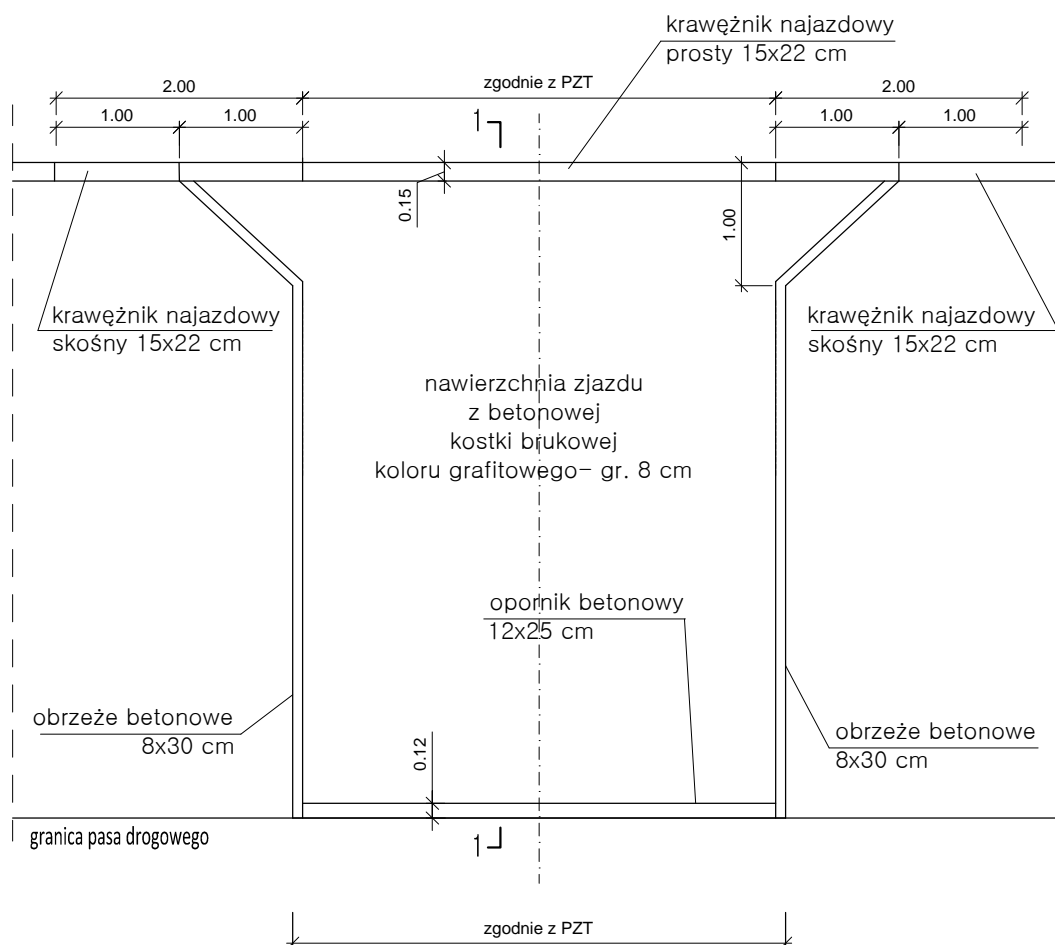 krawężnik najazdowy
prosty 15x22 cm
2.00
zgodnie z PZT
2.00
1.00
1.00
1
1.00
1.00
0.15
1.00
krawężnik najazdowy
skośny 15x22 cm
krawężnik najazdowy
skośny 15x22 cm
nawierzchnia zjazdu
z betonowej
kostki brukowej
koloru grafitowego- gr. 8 cm
opornik betonowy
12x25 cm
obrzeże betonowe
8x30 cm
obrzeże betonowe
8x30 cm
0.12
granica pasa drogowego
1
zgodnie z PZT